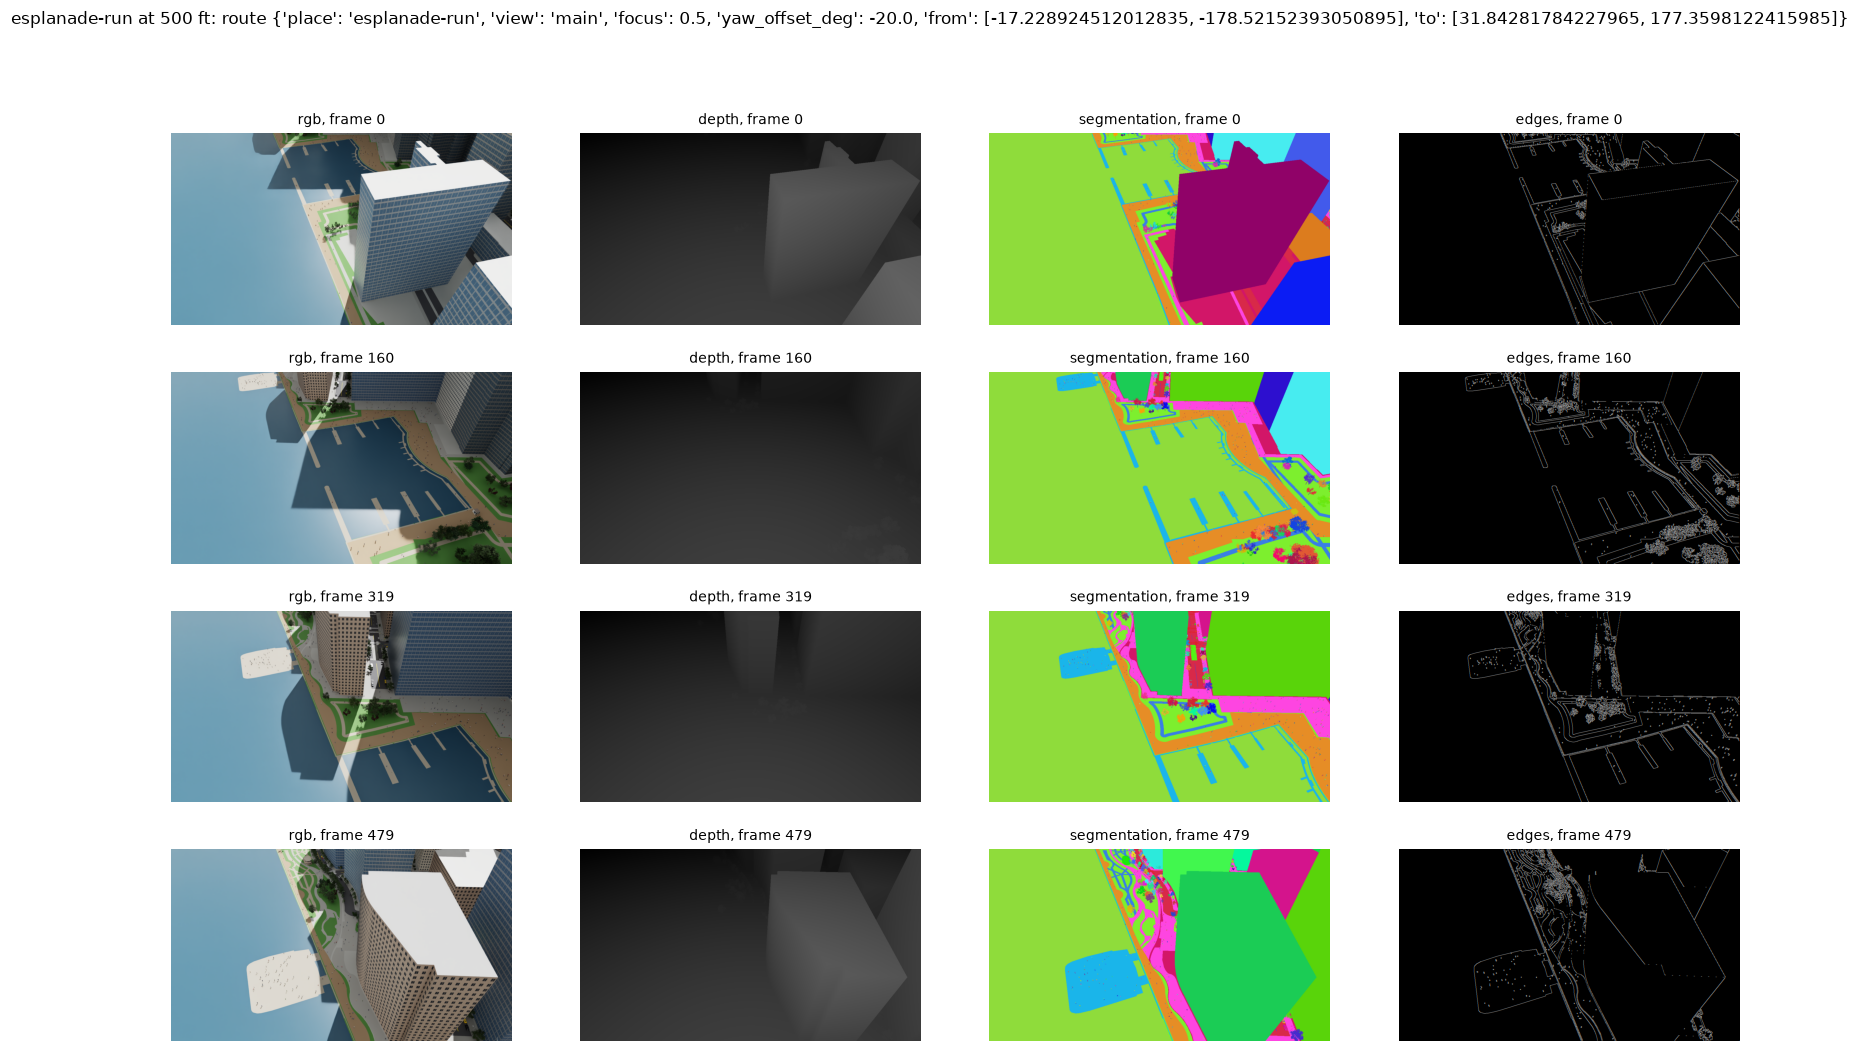 esplanade-run at 500 ft: route {'place': 'esplanade-run', 'view': 'main', 'focus': 0.5, 'yaw_offset_deg': -20.0, 'from': [-17.228924512012835, -178.52152393050895], 'to': [31.84281784227965, 177.3598122415985]}
rgb, frame 0
depth, frame 0
segmentation, frame 0
edges, frame 0
rgb, frame 160
depth, frame 160
segmentation, frame 160
edges, frame 160
rgb, frame 319
depth, frame 319
segmentation, frame 319
edges, frame 319
rgb, frame 479
depth, frame 479
segmentation, frame 479
edges, frame 479